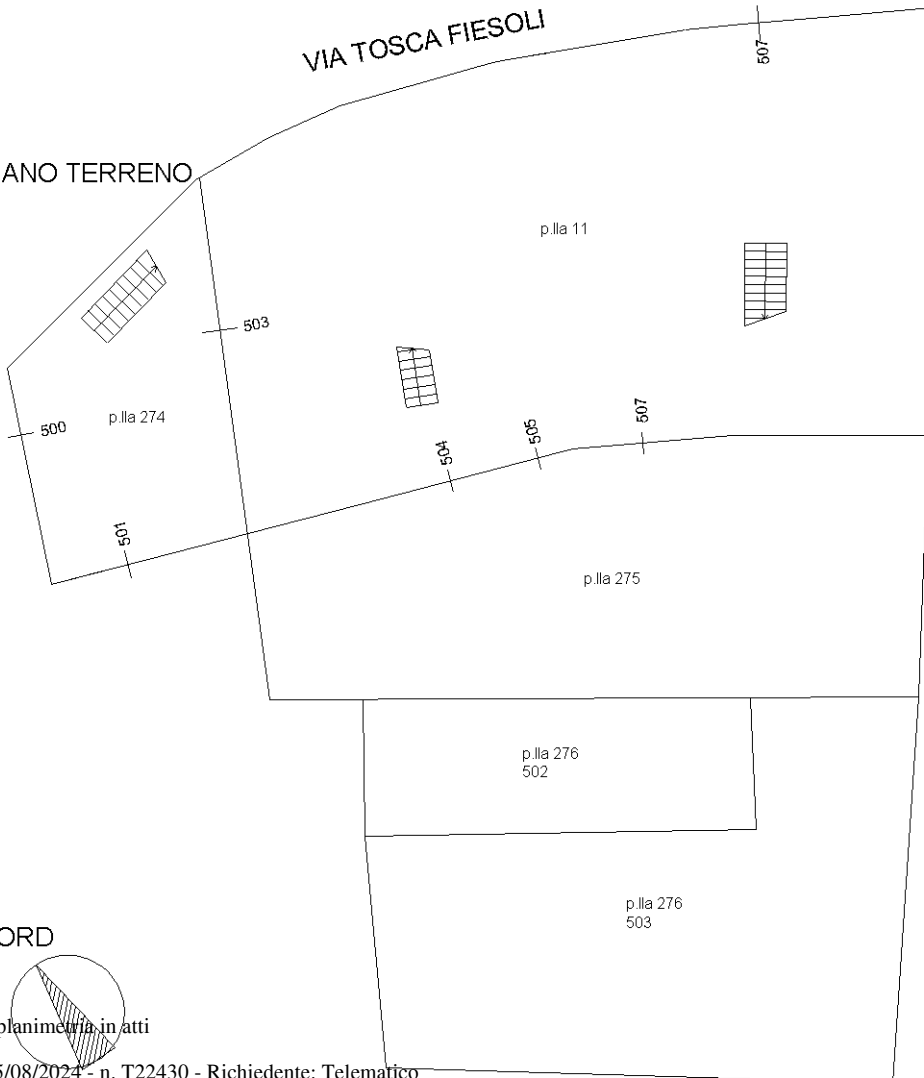 VIA TOSCA FIESOLI
507
ANO TERRENO
p.lla 11
503
p.lla 274
500
507
505
504
501
p.lla 275
p.lla 276
502
p.lla 276
503
ORD
planimetria in atti
5/08/2024 - n. T22430 - Richiedente: Telematico